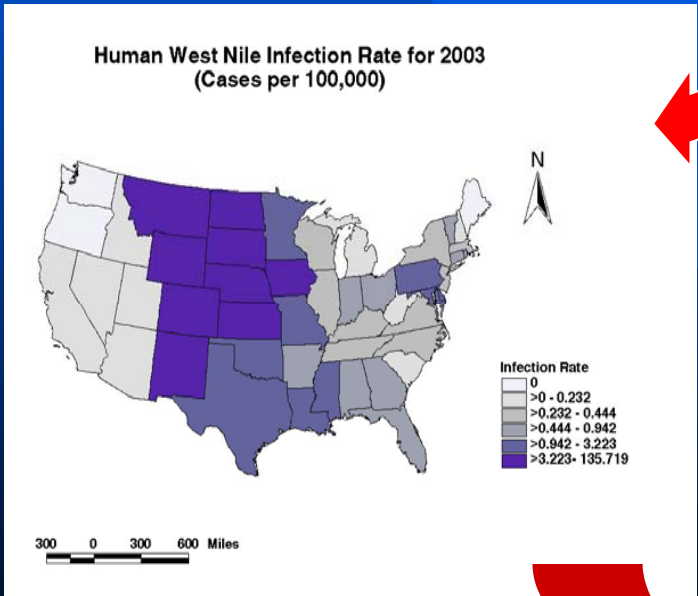 Human West Nile Infection Rate for 2003
(Cases per 100,000)
N
Infection Rate
0
>0 - 0.232
>0.232 - 0.444
>0.444 - 0.942
>0.942 - 3.223
>3.223- 135.719
300 0 300 600 Miles